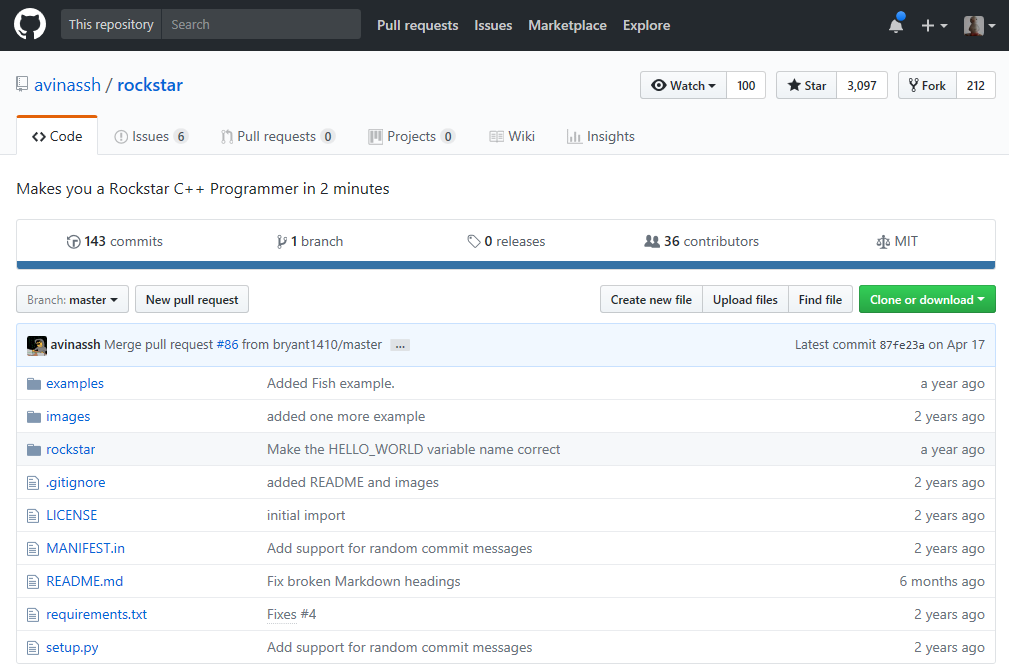 This repository Search Pull requests Issues Marketplace Explore
avinassh / rockstar Watch 100 Star 3,097 Fork 212
Code Issues 6 Pull requests 0 Projects 0 Wiki Insights
Makes you a Rockstar C++ Programmer in 2 minutes
143 commits 1 branch 0 releases 36 contributors MIT
Branch: master New pull request Create new file Upload files Find file Clone or download
avinassh Merge pull request #86 from bryant1410/master ... Latest commit 87fe23a on Apr 17
examples Added Fish example. a year ago
images added one more example 2 years ago
rockstar Make the HELLO_WORLD variable name correct a year ago
.gitignore added README and images 2 years ago
LICENSE initial import 2 years ago
MANIFEST.in Add support for random commit messages 2 years ago
README.md Fix broken Markdown headings 6 months ago
requirements.txt Fixes #4 2 years ago
setup.py Add support for random commit messages 2 years ago